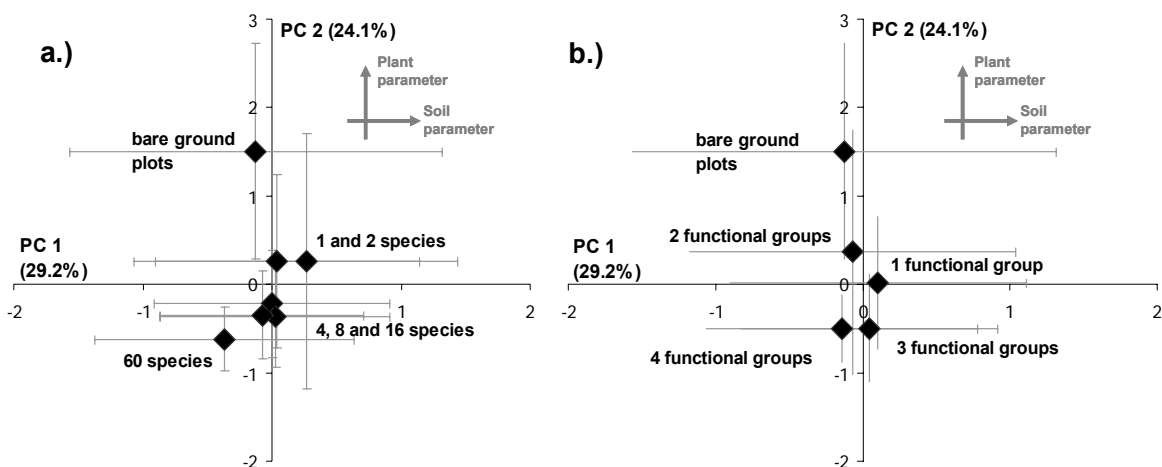 a.)
3
PC 2 (24.1%)
Plant
parameter
Soil
parameter
2
bare ground
plots
1
PC 1
(29.2%)
1 and 2 species
0
-2
-1
0
1
2
4, 8 and 16 species
60 species
-1
-2
b.)
3
PC 2 (24.1%)
Plant
parameter
Soil
parameter
2
bare ground
plots
1
2 functional groups
PC 1
(29.2%)
1 functional group
0
-2
-1
0
1
2
4 functional groups
3 functional groups
-1
-2